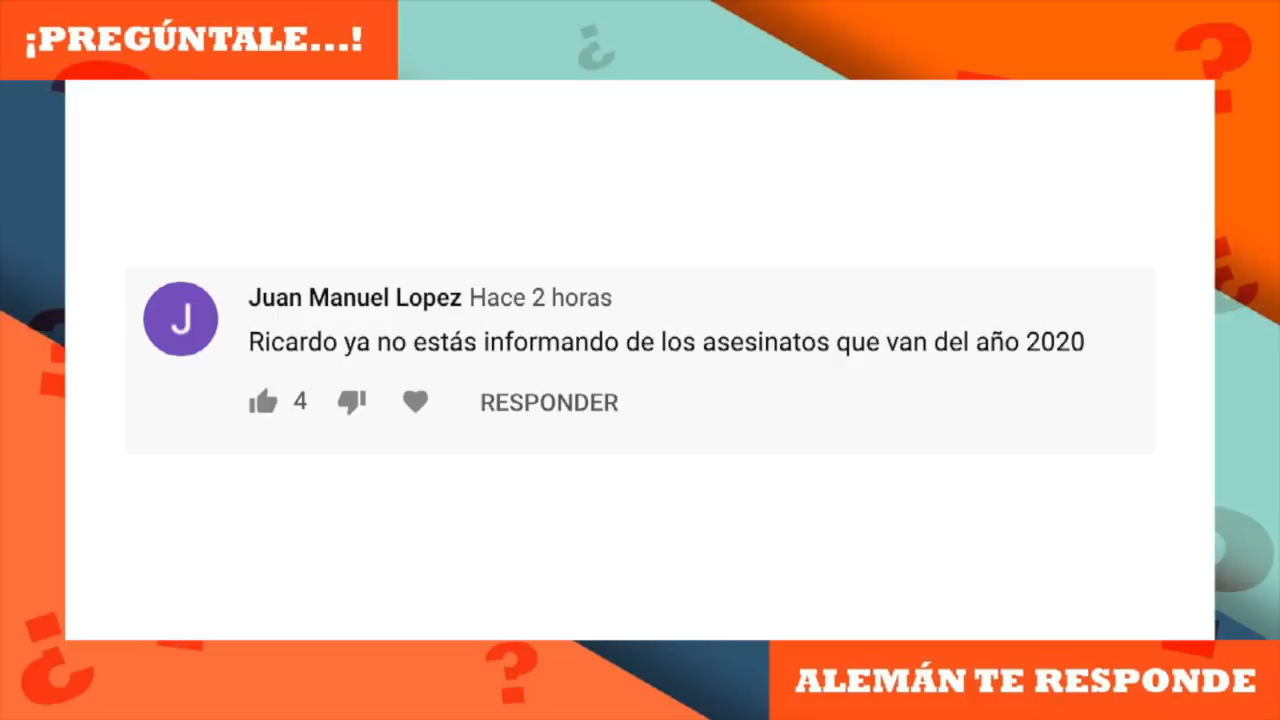 ¡PREGÚNTALE...!
Juan Manuel Lopez Hace 2 horas
Ricardo ya no estás informando de los asesinatos que van del año 2020
4 RESPONDER
ALEMÁN TE RESPONDE